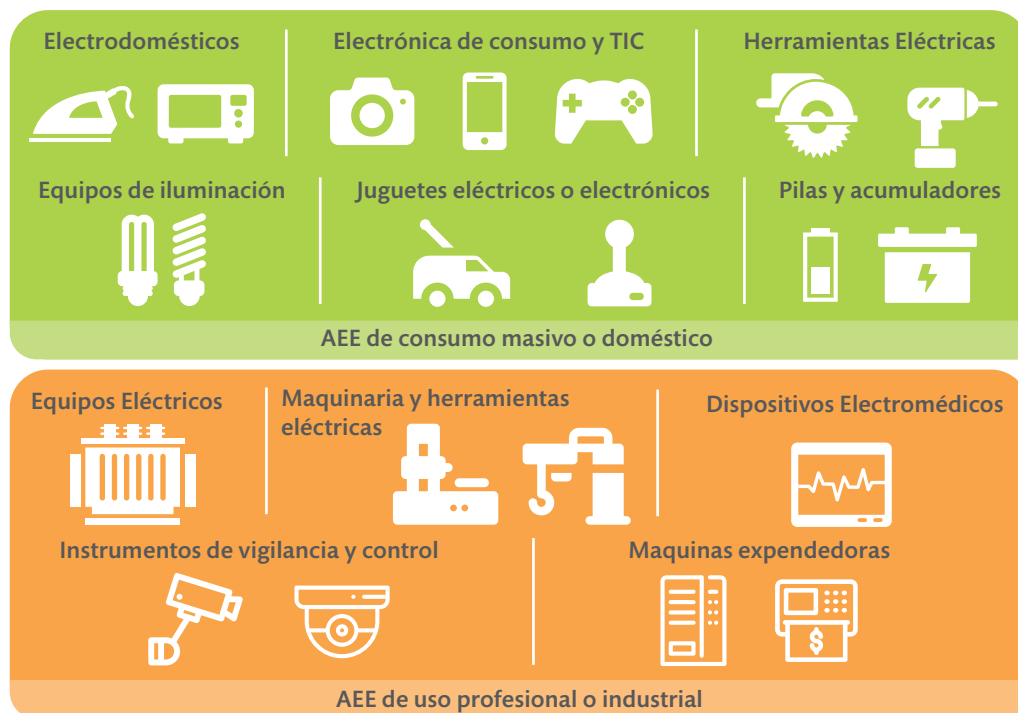 Electrodomésticos
Electrónica de consumo y TIC
Herramientas Eléctricas
Equipos de iluminación
Juguetes eléctricos o electrónicos
Pilas y acumuladores
AEE de consumo masivo o doméstico
Equipos Eléctricos
Maquinaria y herramientas
eléctricas
Dispositivos Electromédicos
Instrumentos de vigilancia y control
Maquinas expendedoras
$
AEE de uso profesional o industrial